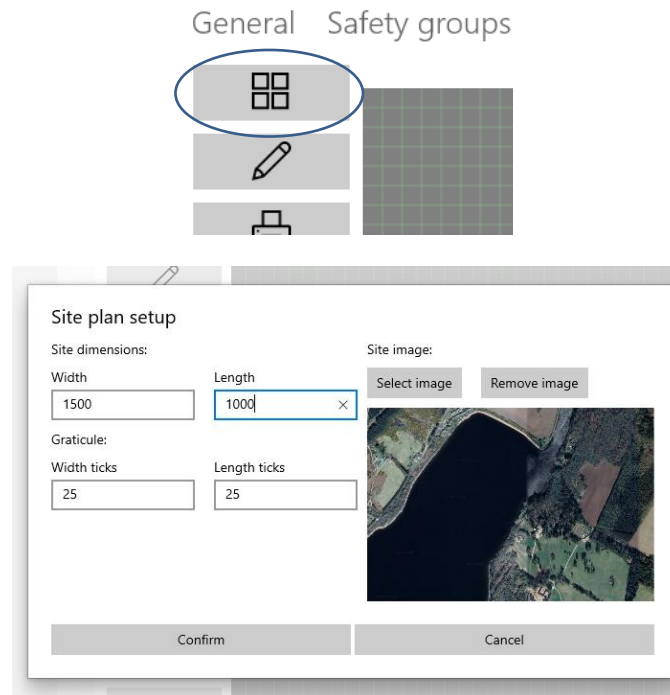 General Safety groups
Site plan setup
Site dimensions:
Site image:
Width
Length
Select image
Remove image
1500
1000
Graticule:
Width ticks
Length ticks
25
25
Confirm
Cancel